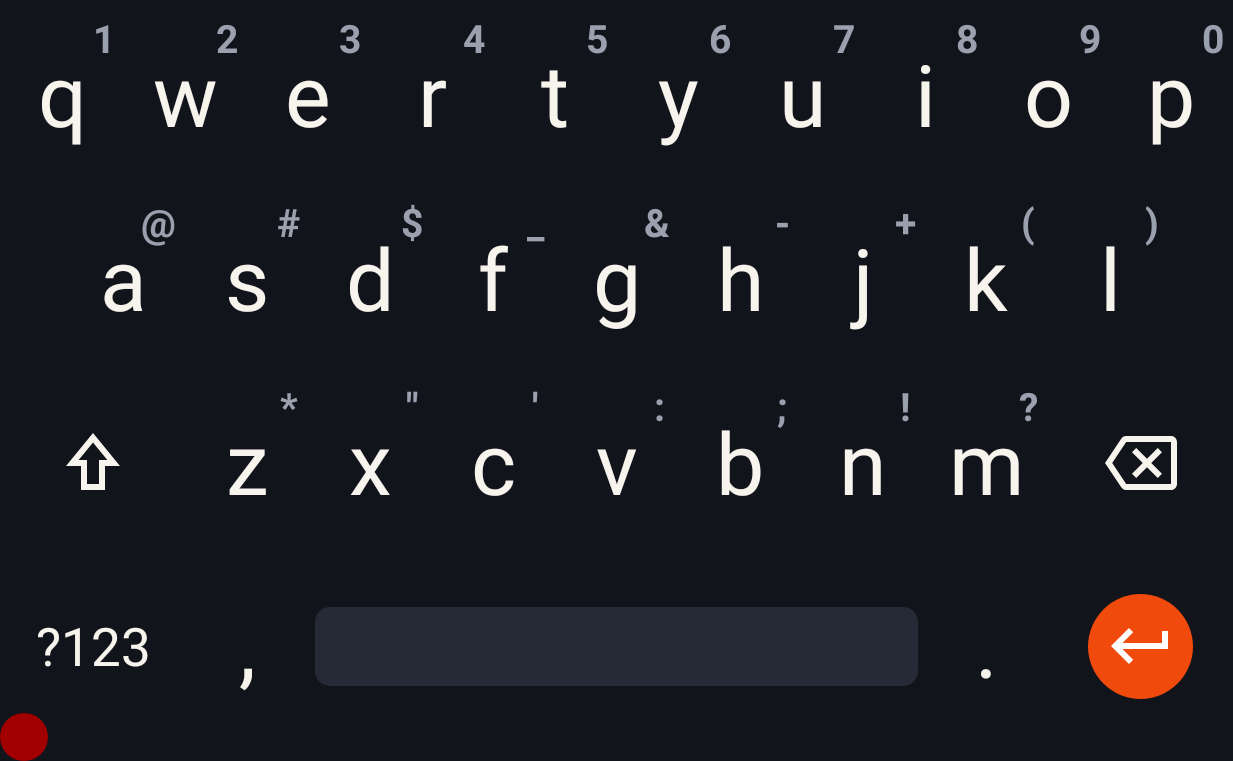 1 2 3 4 5 6 7 8 9 0
q w e r t y u i o p
@ # $ _ & - + ( )
a s d f g h j k l
* " ' : ; ! ?
z x c v b n m
?123 , .